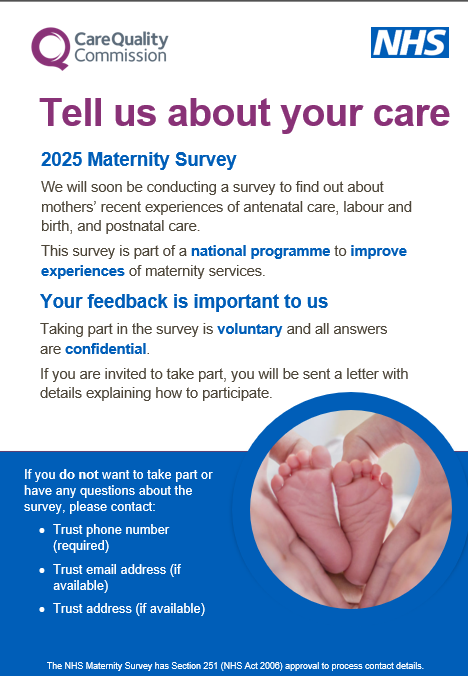 CareQuality
Commission
NHS
Tell us about your care
2025 Maternity Survey
We will soon be conducting a survey to find out about
mothers’ recent experiences of antenatal care, labour and
birth, and postnatal care.
This survey is part of a national programme to improve
experiences of maternity services.
Your feedback is important to us
Taking part in the survey is voluntary and all answers
are confidential.
If you are invited to take part, you will be sent a letter with
details explaining how to participate.
If you do not want to take part or
have any questions about the
survey, please contact:
• Trust phone number
(required)
• Trust email address (if
available)
• Trust address (if available)
The NHS Maternity Survey has Section 251 (NHS Act 2006) approval to process contact details.